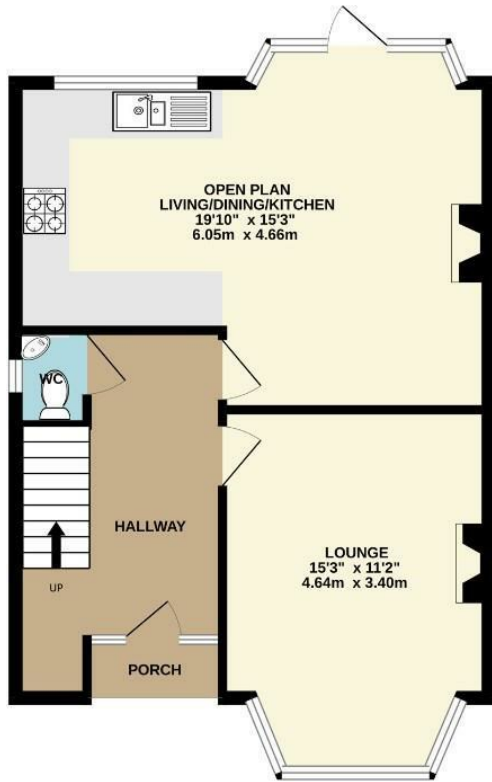 OPEN PLAN
LIVING/DINING/KITCHEN
19'10" x 15'3"
6.05m x 4.66m
WC
HALLWAY
UP
LOUNGE
15'3" x 11'2"
4.64m x 3.40m
PORCH